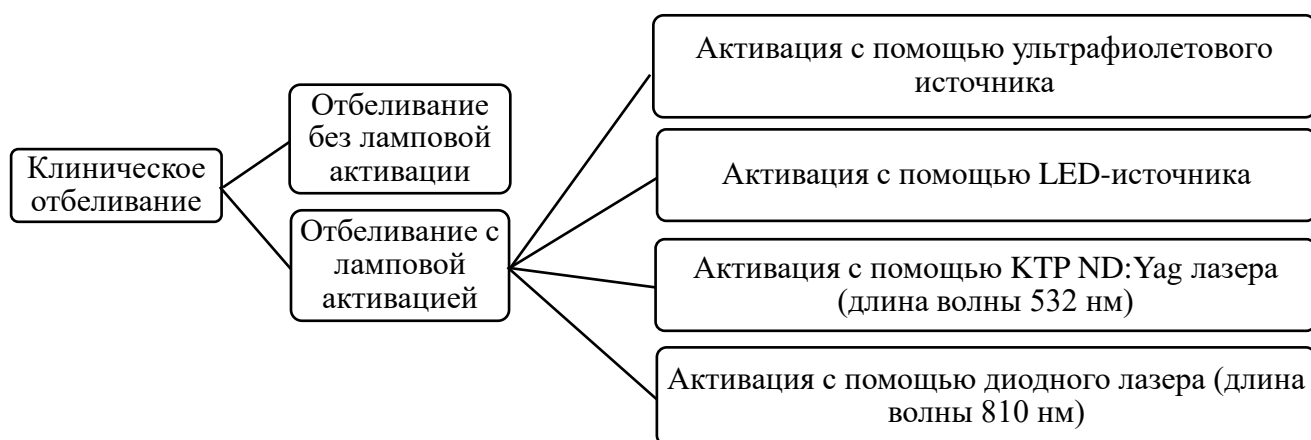 Клиническое
отбеливание
Отбеливание
без ламповой
активации
Отбеливание с
ламповой
активацией
Активация с помощью ультрафиолетового
источника
Активация с помощью LED-источника
Активация с помощью KTP ND:Yag лазера
(длина волны 532 нм)
Активация с помощью диодного лазера (длина
волны 810 нм)